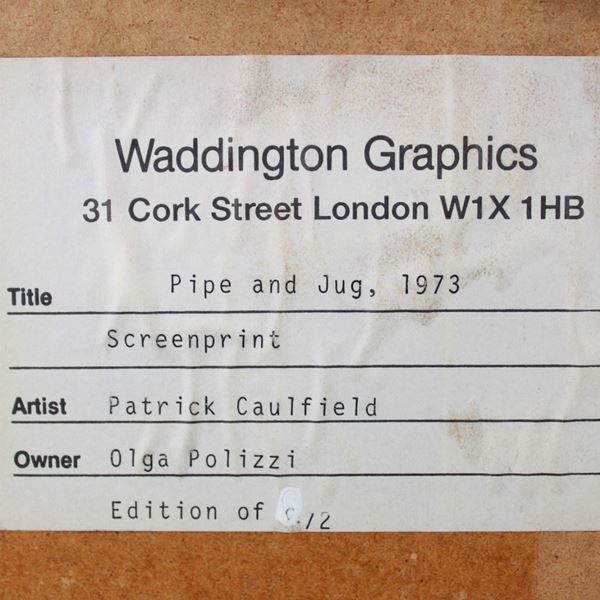 Waddington Graphics
31 Cork Street London W1X 1HB
Title Pipe and Jug, 1973
Screenprint
Artist Patrick Caulfield
Owner Olga Polizzi
Edition of